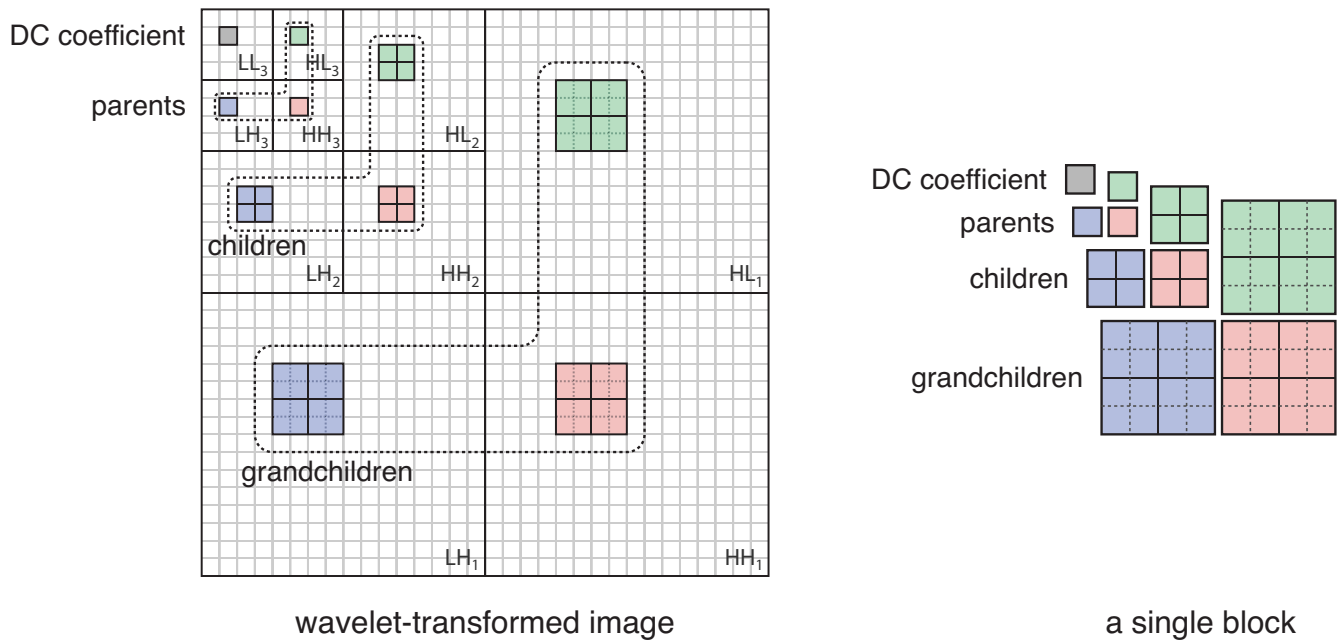 DC coefficient
parents
LL3
HL3
LH3
HH3
HL2
children
LH2
HH2
HL1
grandchildren
LH1
HH1
wavelet-transformed image
DC coefficient
parents
children
grandchildren
a single block